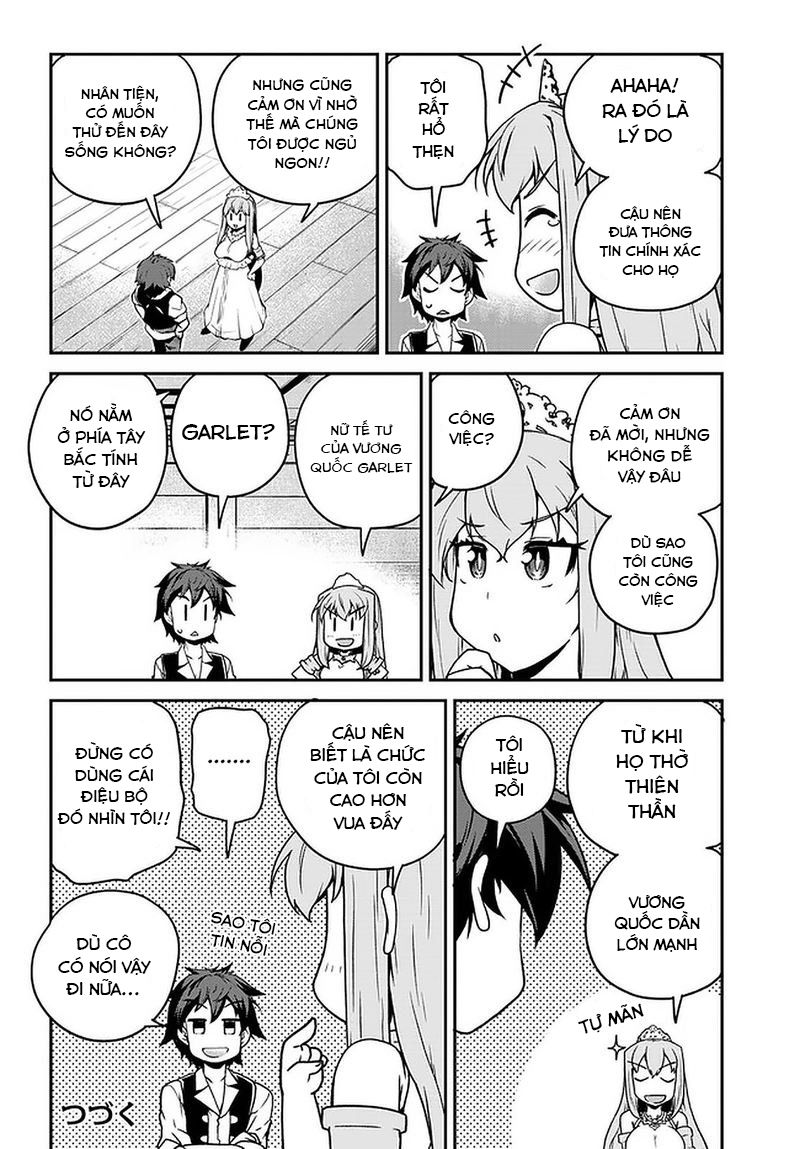 AHAHA!
RA ĐÓ LÀ
LÝ DO
CẬU NÊN
ĐƯA THÔNG
TIN CHÍNH XÁC
CHO HỌ
TÔI
RẤT
HỔ
THẸN
NHƯNG CŨNG
CẢM ƠN VÌ NHỜ
THẾ MÀ CHÚNG
TÔI ĐƯỢC NGỦ
NGON!!
NHÂN TIỆN,
CÓ MUỐN
THỬ ĐẾN ĐÂY
SỐNG KHÔNG?
CẢM ƠN
ĐÃ MỜI, NHƯNG
KHÔNG DỄ
VẬY ĐÂU
DÙ SAO
TÔI CŨNG
CÒN CÔNG
VIỆC
CÔNG
VIỆC?
NỮ TẾ TƯ
CỦA VƯƠNG
QUỐC GARLET
GARLET?
NÓ NẰM
Ở PHÍA TÂY
BẮC TÍNH
TỪ ĐÂY
TỪ KHI
HỌ THỜ
THIÊN
THẦN
VƯƠNG
QUỐC DẦN
LỚN MẠNH
TỰ MÃN
TÔI
HIỂU
RỒI
CẬU NÊN
BIẾT LÀ CHỨC
CỦA TÔI CÒN
CAO HƠN
VUA ĐẤY
........
ĐỪNG CÓ
DÙNG CÁI
ĐIỆU BỘ
ĐÓ NHÌN TÔI!!
SAO TÔI
TIN NỔI
DÙ CÔ
CÓ NÓI VẬY
ĐI NỮA...
つづく